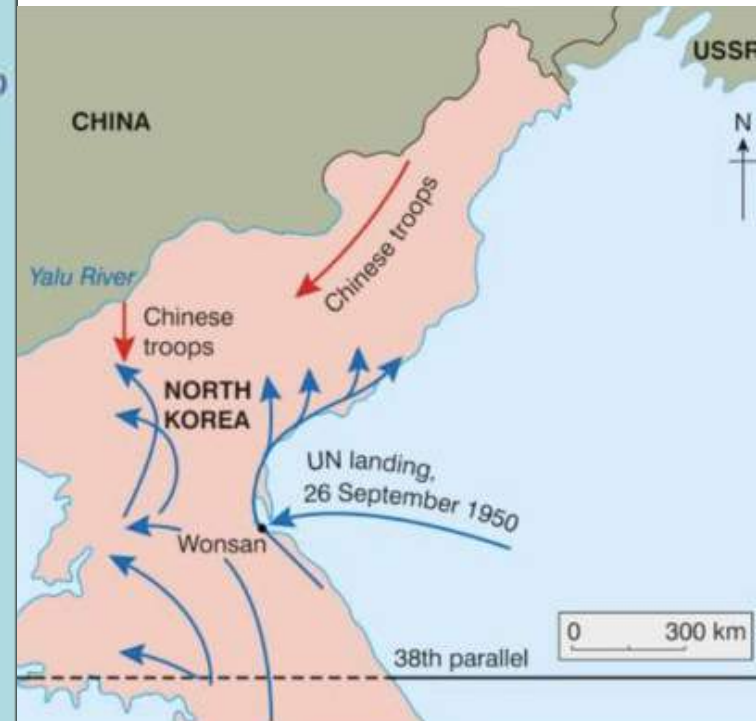 CHINA
USSR
N
Yalu River
Chinese troops
Chinese
troops
NORTH
KOREA
UN landing,
26 September 1950
Wonsan
0 300 km
38th parallel